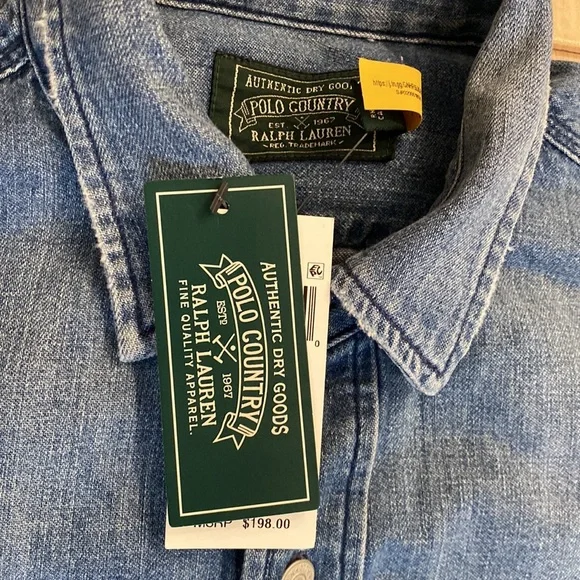 AUTHENTIC DRY GOODS
POLO COUNTRY
EST 1967
RALPH LAUREN
REG. TRADEMARK
AUTHENTIC DRY GOODS
POLO COUNTRY
ESTD 1967
RALPH LAUREN
FINE QUALITY APPAREL.
0
MSRP $198.00